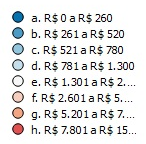 a. R$ 0 a R$ 260
b. R$ 261 a R$ 520
c. R$ 521 a R$ 780
d. R$ 781 a R$ 1.300
e. R$ 1.301 a R$ 2....
f. R$ 2.601 a R$ 5....
g. R$ 5.201 a R$ 7....
h. R$ 7.801 a R$ 15...